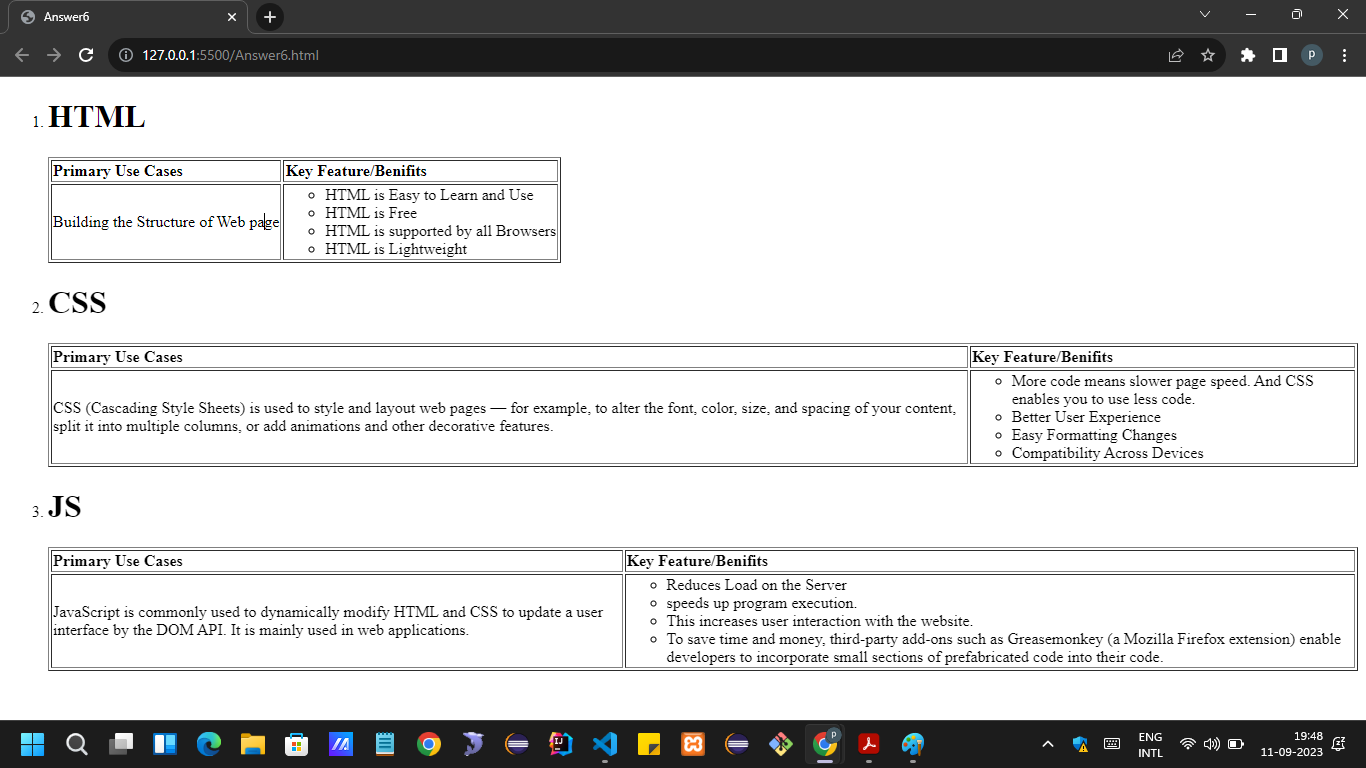 Answer6
127.0.0.1:5500/Answer6.html
P
1. HTML
Primary Use Cases Key Feature/Benifits
Building the Structure of Web page
HTML is Easy to Learn and Use
HTML is Free
HTML is supported by all Browsers
HTML is Lightweight
2. CSS
Primary Use Cases Key Feature/Benifits
CSS (Cascading Style Sheets) is used to style and layout web pages — for example, to alter the font, color, size, and spacing of your content,
split it into multiple columns, or add animations and other decorative features.
More code means slower page speed. And CSS
enables you to use less code.
Better User Experience
Easy Formatting Changes
Compatibility Across Devices
3. JS
Primary Use Cases Key Feature/Benifits
JavaScript is commonly used to dynamically modify HTML and CSS to update a user
interface by the DOM API. It is mainly used in web applications.
Reduces Load on the Server
speeds up program execution.
This increases user interaction with the website.
To save time and money, third-party add-ons such as Greasemonkey (a Mozilla Firefox extension) enable
developers to incorporate small sections of prefabricated code into their code.
ENG
INTL
19:48
11-09-2023